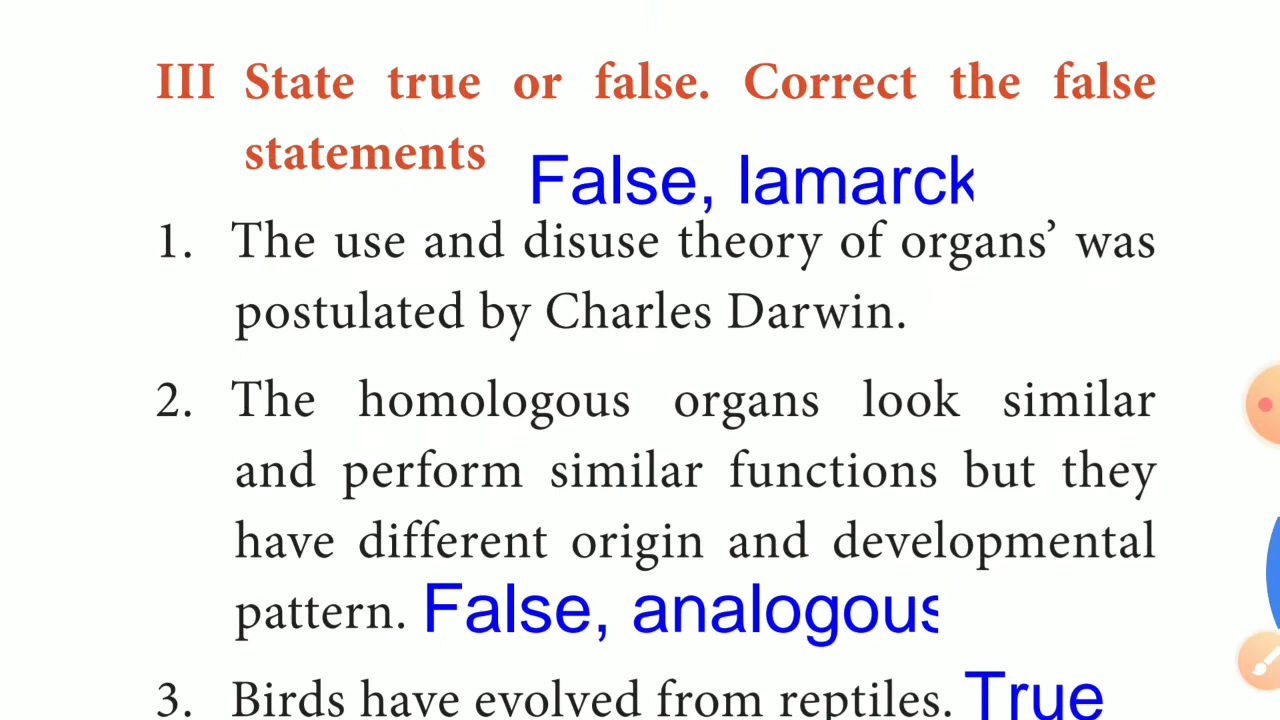 III State true or false. Correct the false
statements
False, lamarck
1. The use and disuse theory of organs’ was
postulated by Charles Darwin.
2. The homologous organs look similar
and perform similar functions but they
have different origin and developmental
pattern. False, analogous
3. Birds have evolved from reptiles. True